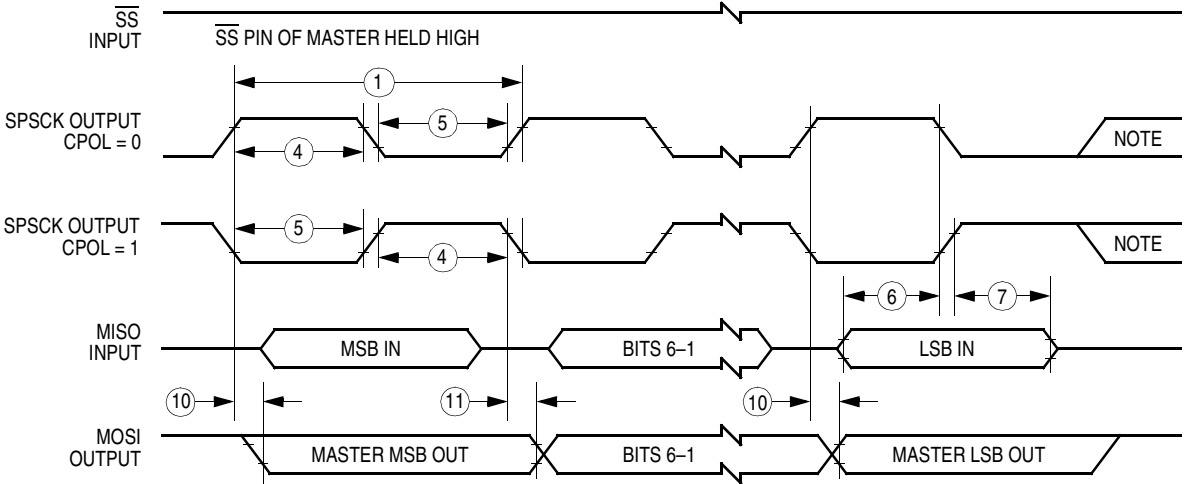 SS
INPUT
SS PIN OF MASTER HELD HIGH
1
SPSCK OUTPUT
CPOL = 0
5
4
NOTE
SPSCK OUTPUT
CPOL = 1
5
4
NOTE
6
7
MISO
INPUT
MSB IN
BITS 6–1
LSB IN
10
11
10
MOSI
OUTPUT
MASTER MSB OUT
BITS 6–1
MASTER LSB OUT